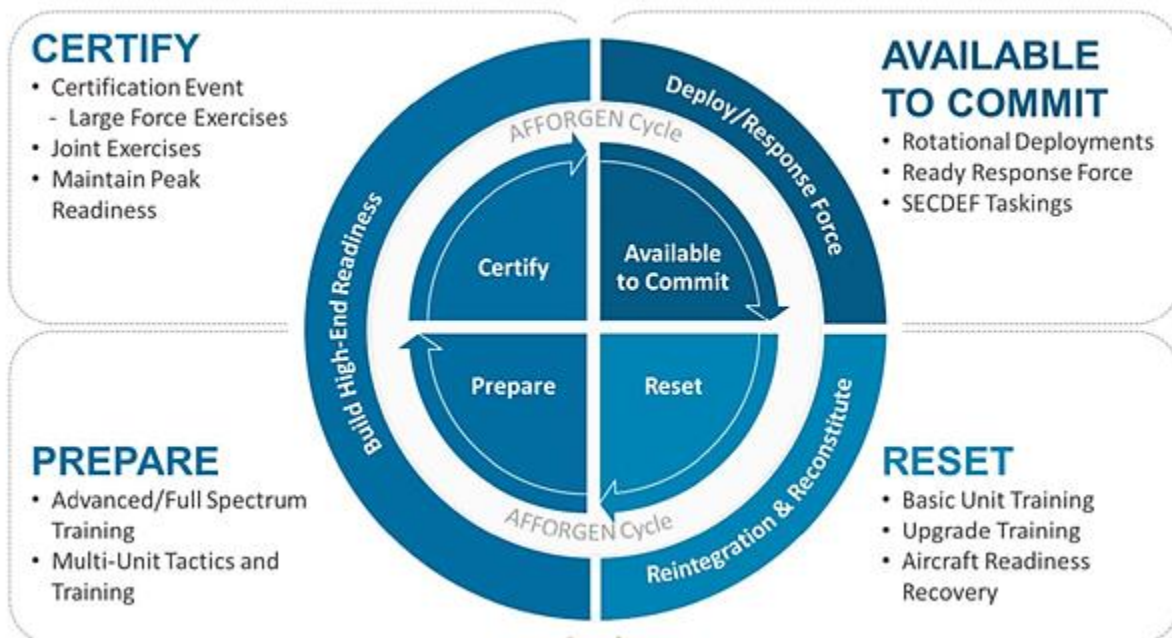 CERTIFY
• Certification Event
- Large Force Exercises
• Joint Exercises
• Maintain Peak
Readiness
AVAILABLE
TO COMMIT
• Rotational Deployments
• Ready Response Force
• SECDEF Taskings
Build High-End Readiness
Deploy/Response Force
AFFORGEN Cycle
Certify
Available
to Commit
Prepare
Reset
AFFORGEN Cycle
Reintegration & Reconstitute
PREPARE
• Advanced/Full Spectrum
Training
• Multi-Unit Tactics and
Training
RESET
• Basic Unit Training
• Upgrade Training
• Aircraft Readiness
Recovery